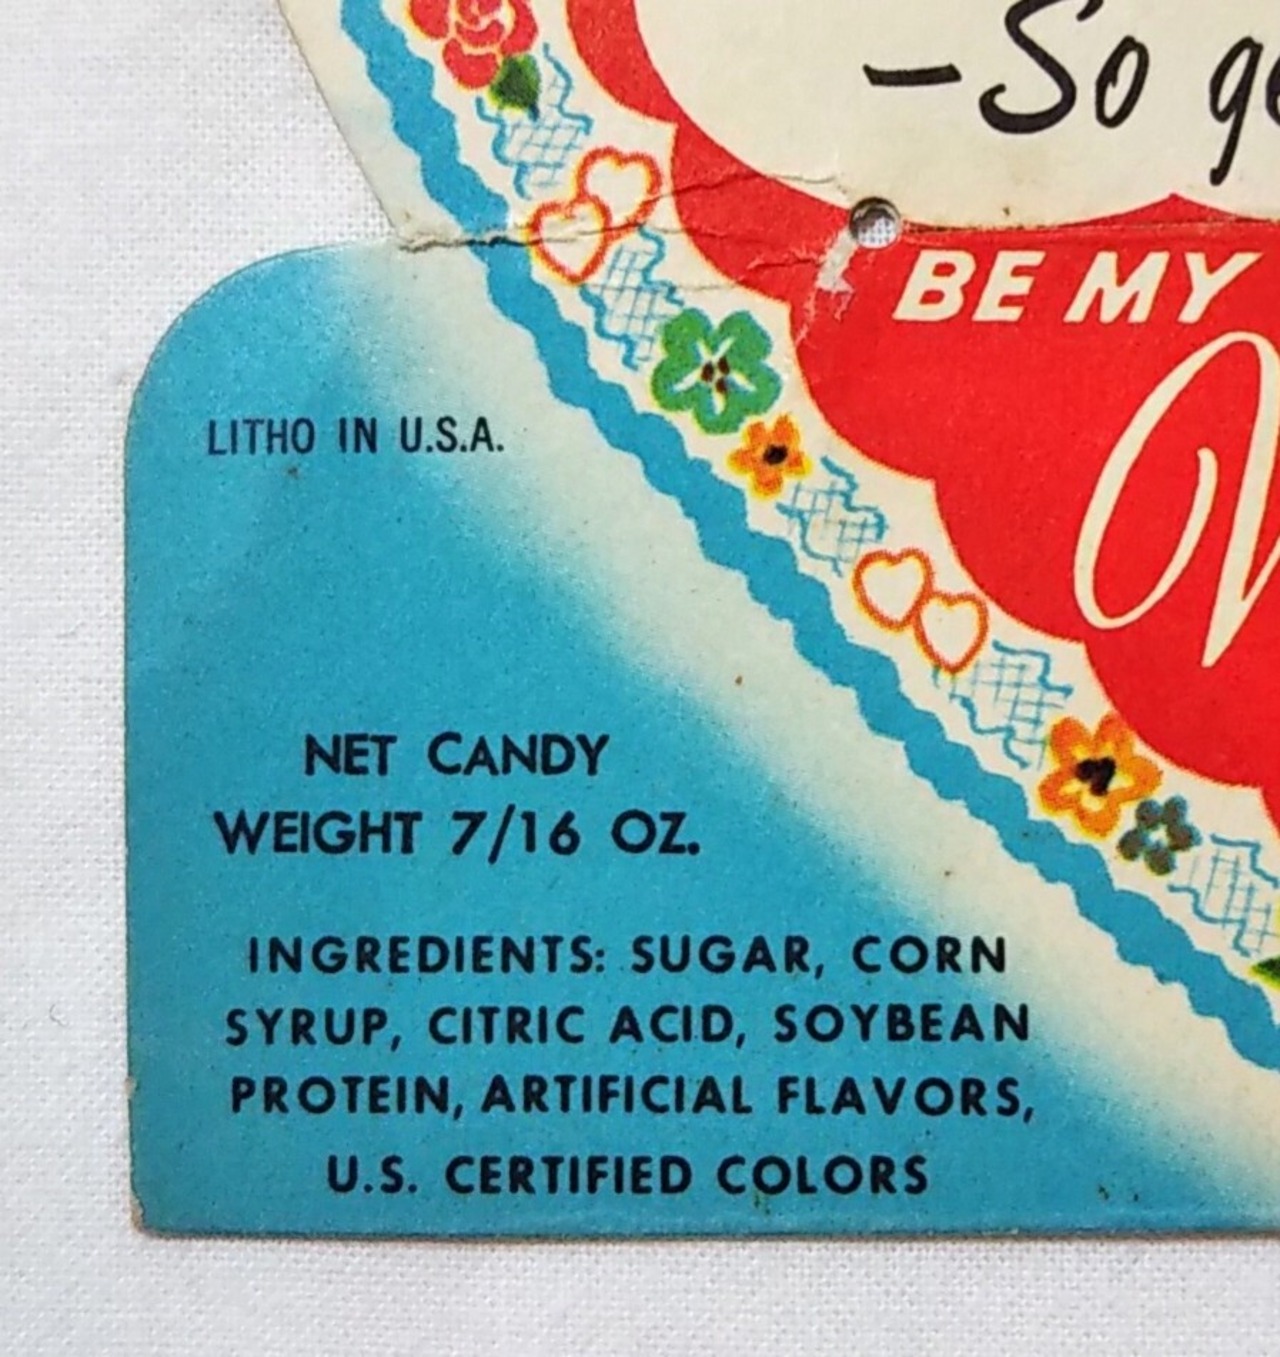 –So
BE MY
LITHO IN U.S.A.
NET CANDY
WEIGHT 7/16 OZ.
INGREDIENTS: SUGAR, CORN
SYRUP, CITRIC ACID, SOYBEAN
PROTEIN, ARTIFICIAL FLAVORS,
U.S. CERTIFIED COLORS